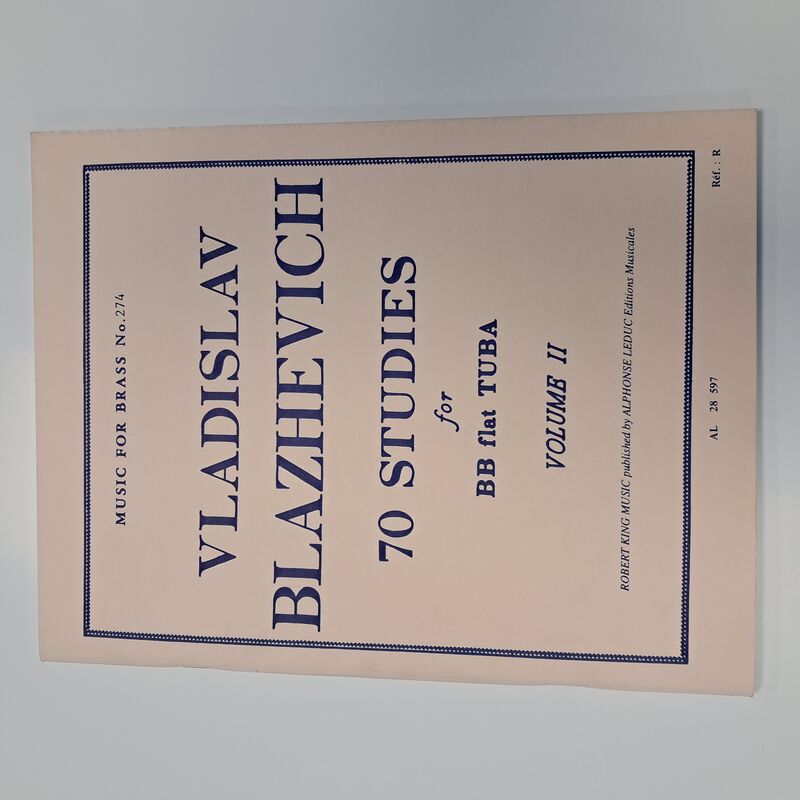 MUSIC FOR BRASS No. 274
VLADISLAV
BLAZHEVICH
70 STUDIES
for
BB flat TUBA
VOLUME II
ROBERT KING MUSIC published by ALPHONSE LEDUC Editions Musicales
AL 28 597
Réf. : R